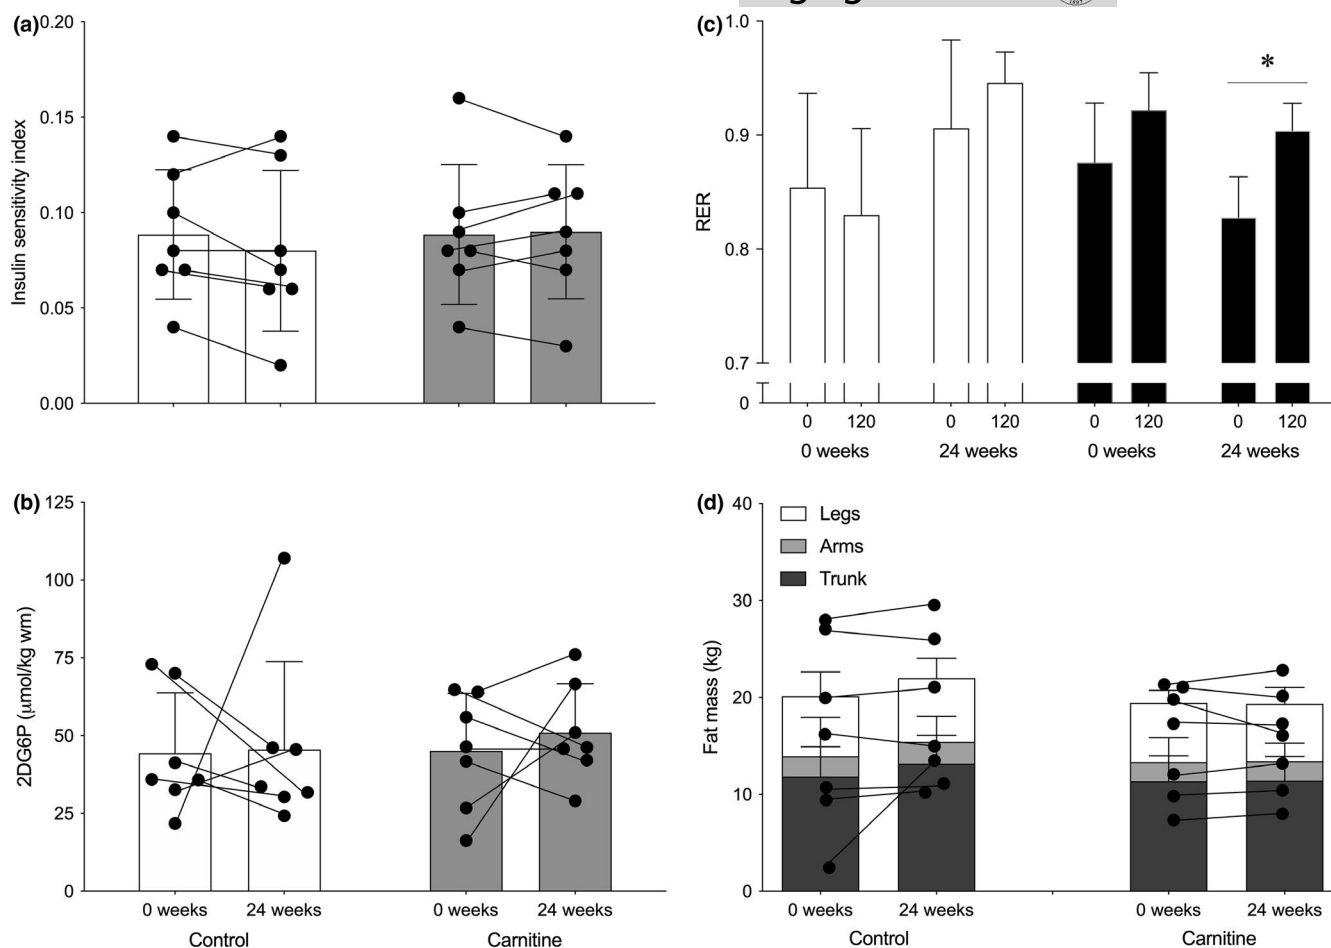 (a)
0.20
0.15
0.10
0.05
0.00
Insulin sensitivity index
(c)
1.0
0.9
0.8
0.7
0
RER
*
0 120 0 120 0 120 0 120
0 weeks 24 weeks 0 weeks 24 weeks
(b)
125
100
75
50
25
0
2DG6P (μmol/kg wm)
0 weeks 24 weeks 0 weeks 24 weeks
Control Carnitine
(d)
40
30
20
10
0
Fat mass (kg)
Legs
Arms
Trunk
0 weeks 24 weeks 0 weeks 24 weeks
Control Carnitine